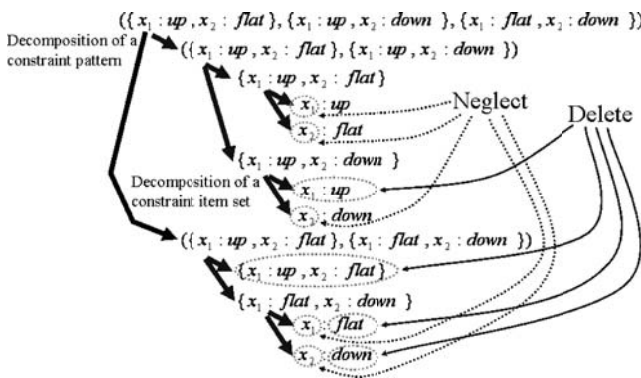 ({x₁ : up , x₂ : flat}, {x₁ : up , x₂ : down }, {x₁ : flat , x₂ : down })
Decomposition of a
constraint pattern
({x₁ : up , x₂ : flat}, {x₁ : up , x₂ : down })
{x₁ : up , x₂ : flat}
x₁ : up
Neglect
Delete
x₂ : flat
{x₁ : up , x₂ : down }
Decomposition of a
constraint item set
x₁ : up
x₂ : down
({x₁ : up , x₂ : flat}, {x₁ : flat , x₂ : down })
{x₁ : up , x₂ : flat}
{x₁ : flat , x₂ : down }
x₁ : flat
x₂ : down